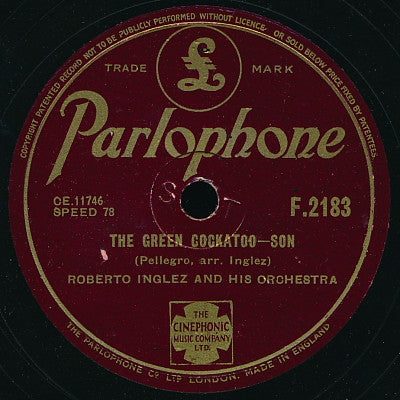 COPYRIGHT PATENTED RECORD NOT TO BE PUBLICLY PERFORMED WITHOUT LICENCE OR SOLD BELOW PRICE FIXED BY PATENTEES.
£
TRADE MARK
Parlophone
CE.11746
SPEED 78
F.2183
THE GREEN COCKATOO—SON
(Pellegro, arr. Inglez)
ROBERTO INGLEZ AND HIS ORCHESTRA
THE
CINEPHONIC
MUSIC COMPANY
LTD.
THE PARLOPHONE CO LTD LONDON. MADE IN ENGLAND